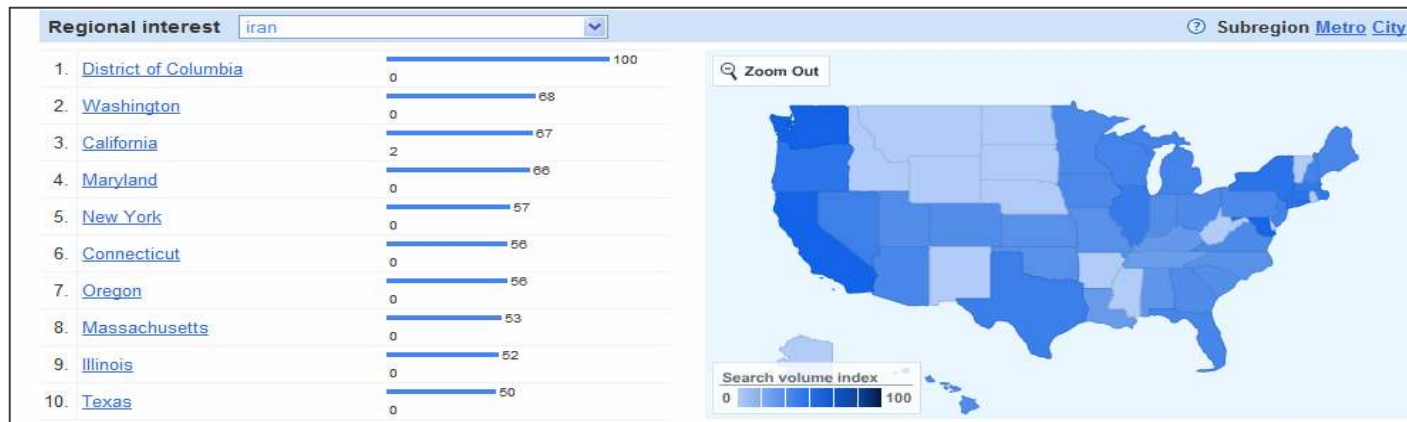 Regional interest iran Subregion Metro City
1. District of Columbia 100
0
2. Washington 68
0
3. California 67
2
4. Maryland 66
0
5. New York 57
0
6. Connecticut 56
0
7. Oregon 56
0
8. Massachusetts 53
0
9. Illinois 52
0
10. Texas 50
0
Zoom Out
Search volume index
0 100